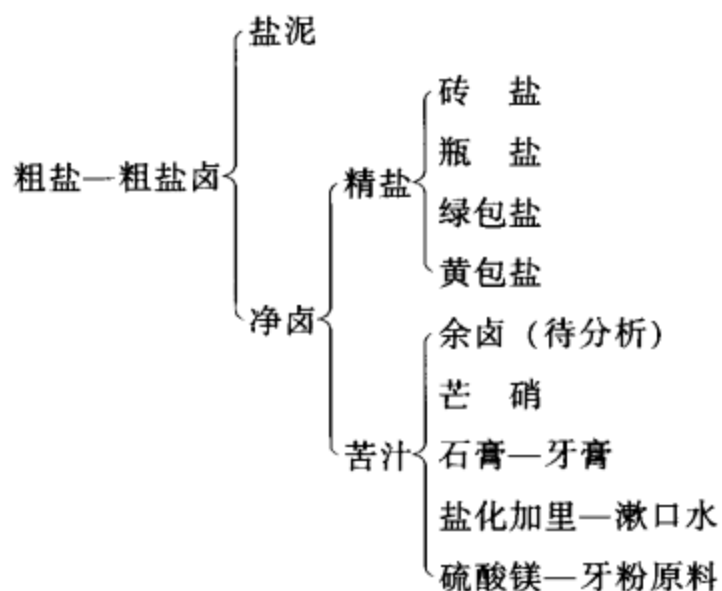 盐泥
砖 盐
瓶 盐
粗盐—粗盐卤
精盐
绿包盐
黄包盐
净卤
余卤（待分析）
芒 硝
苦汁
石膏—牙膏
盐化加里—漱口水
硫酸镁—牙粉原料